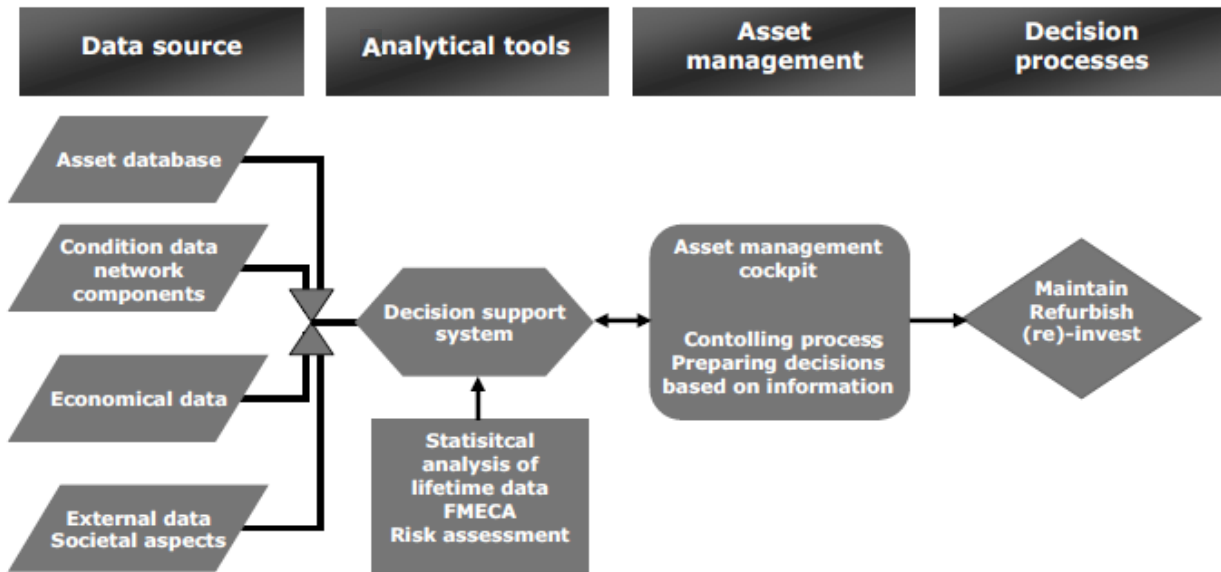 Data source
Analytical tools
Asset
management
Decision
processes
Asset database
Condition data
network
components
Economical data
External data
Societal aspects
Decision support
system
Statisitcal
analysis of
lifetime data
FMECA
Risk assessment
Asset management
cockpit
Contolling process
Preparing decisions
based on information
Maintain
Refurbish
(re)-invest